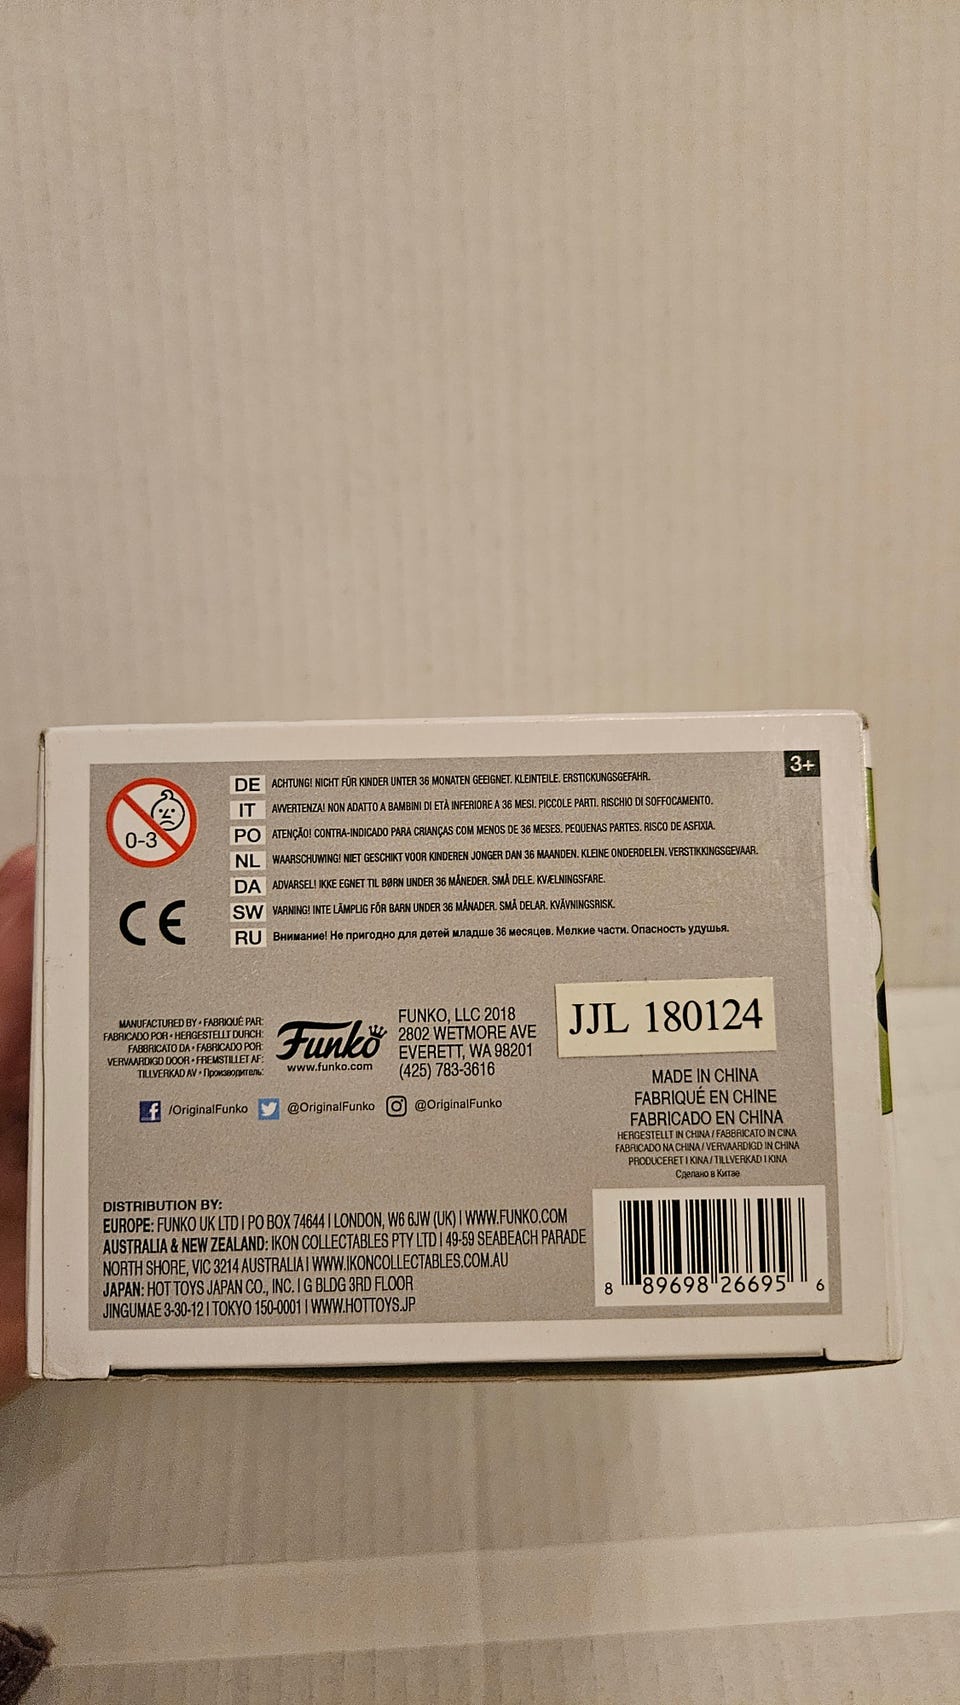 3+
0-3
DE ACHTUNG! NICHT FÜR KINDER UNTER 36 MONATEN GEEIGNET. KLEINTEILE. ERSTICKUNGSGEFAHR.
IT AVVERTENZA! NON ADATTO A BAMBINI DI ETÀ INFERIORE A 36 MESI. PICCOLE PARTI. RISCHIO DI SOFFOCAMENTO.
PO ATENÇÃO! CONTRA-INDICADO PARA CRIANÇAS COM MENOS DE 36 MESES. PEQUENAS PARTES. RISCO DE ASFIXIA.
NL WAARSCHUWING! NIET GESCHIKT VOOR KINDEREN JONGER DAN 36 MAANDEN. KLEINE ONDERDELEN. VERSTIKKINGSGEVAAR.
DA ADVARSEL! IKKE EGNET TIL BØRN UNDER 36 MÅNEDER. SMÅ DELE. KVÆLNINGSFARE.
SW VARNING! INTE LÄMPLIG FÖR BARN UNDER 36 MÅNADER. SMÅ DELAR. KVÄVNINGSRISK.
RU Внимание! Не пригодно для детей младше 36 месяцев. Мелкие части. Опасность удушья.
CE
MANUFACTURED BY • FABRIQUÉ PAR:
FABRICADO POR • HERGESTELLT DURCH:
FABBRICATO DA • FABRICADO POR:
VERVAARDIGD DOOR • FREMSTILLET AF:
TILLVERKAD AV • Производитель:
Funko
www.funko.com
FUNKO, LLC 2018
2802 WETMORE AVE
EVERETT, WA 98201
(425) 783-3616
JJL 180124
/OriginalFunko @OriginalFunko @OriginalFunko
MADE IN CHINA
FABRIQUÉ EN CHINE
FABRICADO EN CHINA
HERGESTELLT IN CHINA / FABBRICATO IN CINA
FABRICADO NA CHINA / VERVAARDIGD IN CHINA
PRODUCERET I KINA / TILLVERKAD I KINA
Сделано в Китае
DISTRIBUTION BY:
EUROPE: FUNKO UK LTD | PO BOX 74644 | LONDON, W6 6JW (UK) | WWW.FUNKO.COM
AUSTRALIA & NEW ZEALAND: IKON COLLECTABLES PTY LTD | 49-59 SEABEACH PARADE
NORTH SHORE, VIC 3214 AUSTRALIA | WWW.IKONCOLLECTABLES.COM.AU
JAPAN: HOT TOYS JAPAN CO., INC. | G BLDG 3RD FLOOR
JINGUMAE 3-30-12 | TOKYO 150-0001 | WWW.HOTTOYS.JP
8 89698 26695 6